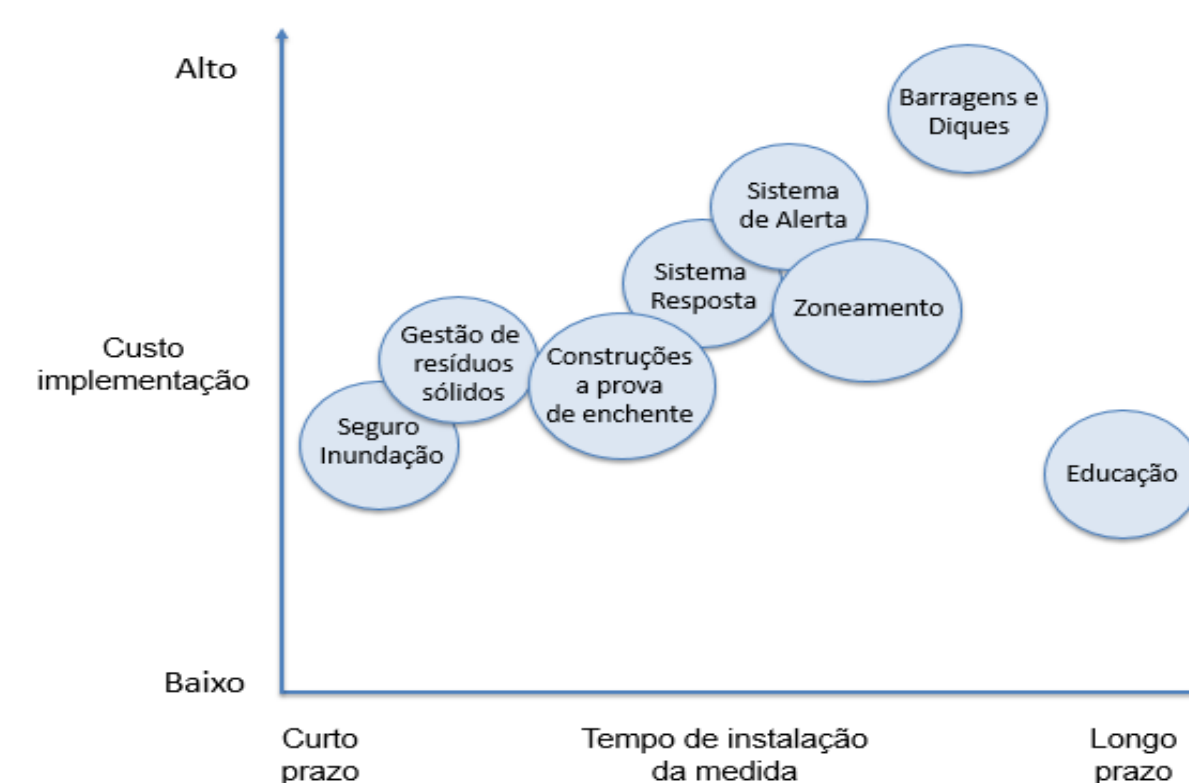 Alto
Barragens e
Diques
Sistema
de Alerta
Sistema
Resposta
Zoneamento
Custo
implementação
Gestão de
resíduos
sólidos
Construções
a prova
de enchente
Seguro
Inundação
Educação
Baixo
Curto
prazo
Tempo de instalação
da medida
Longo
prazo